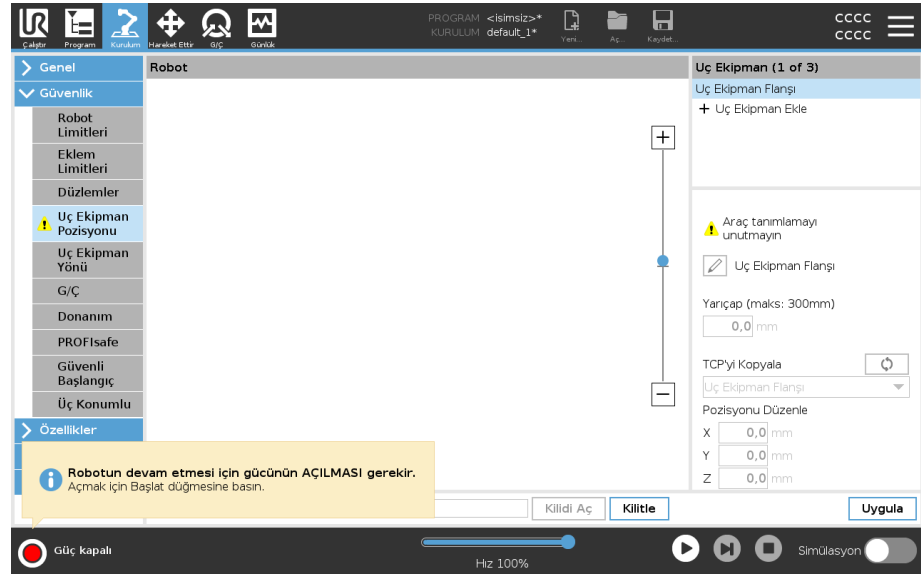 UR
Çalıştır
Program
Kurulum
Hareket Ettir
G/Ç
Günlük
PROGRAM <isimsiz>*
KURULUM default_1*
Yeni...
Aç...
Kaydet...
cccc
cccc
Genel
Güvenlik
Robot
Limitleri
Eklem
Limitleri
Düzlemler
Uç Ekipman
Pozisyonu
Uç Ekipman
Yönü
G/Ç
Donanım
PROFIsafe
Güvenli
Başlangıç
Üç Konumlu
Özellikler
Robot
Uç Ekipman (1 of 3)
Uç Ekipman Flanşı
+ Uç Ekipman Ekle
Araç tanımlamayı
unutmayın
Uç Ekipman Flanşı
Yarıçap (maks: 300mm)
0,0 mm
TCP'yi Kopyala
Uç Ekipman Flanşı
Pozisyonu Düzenle
X 0,0 mm
Y 0,0 mm
Z 0,0 mm
Robotun devam etmesi için gücünün AÇILMASI gerekir.
Açmak için Başlat düğmesine basın.
Kilidi Aç
Kilitle
Uygula
Güç kapalı
Hız 100%
Simülasyon